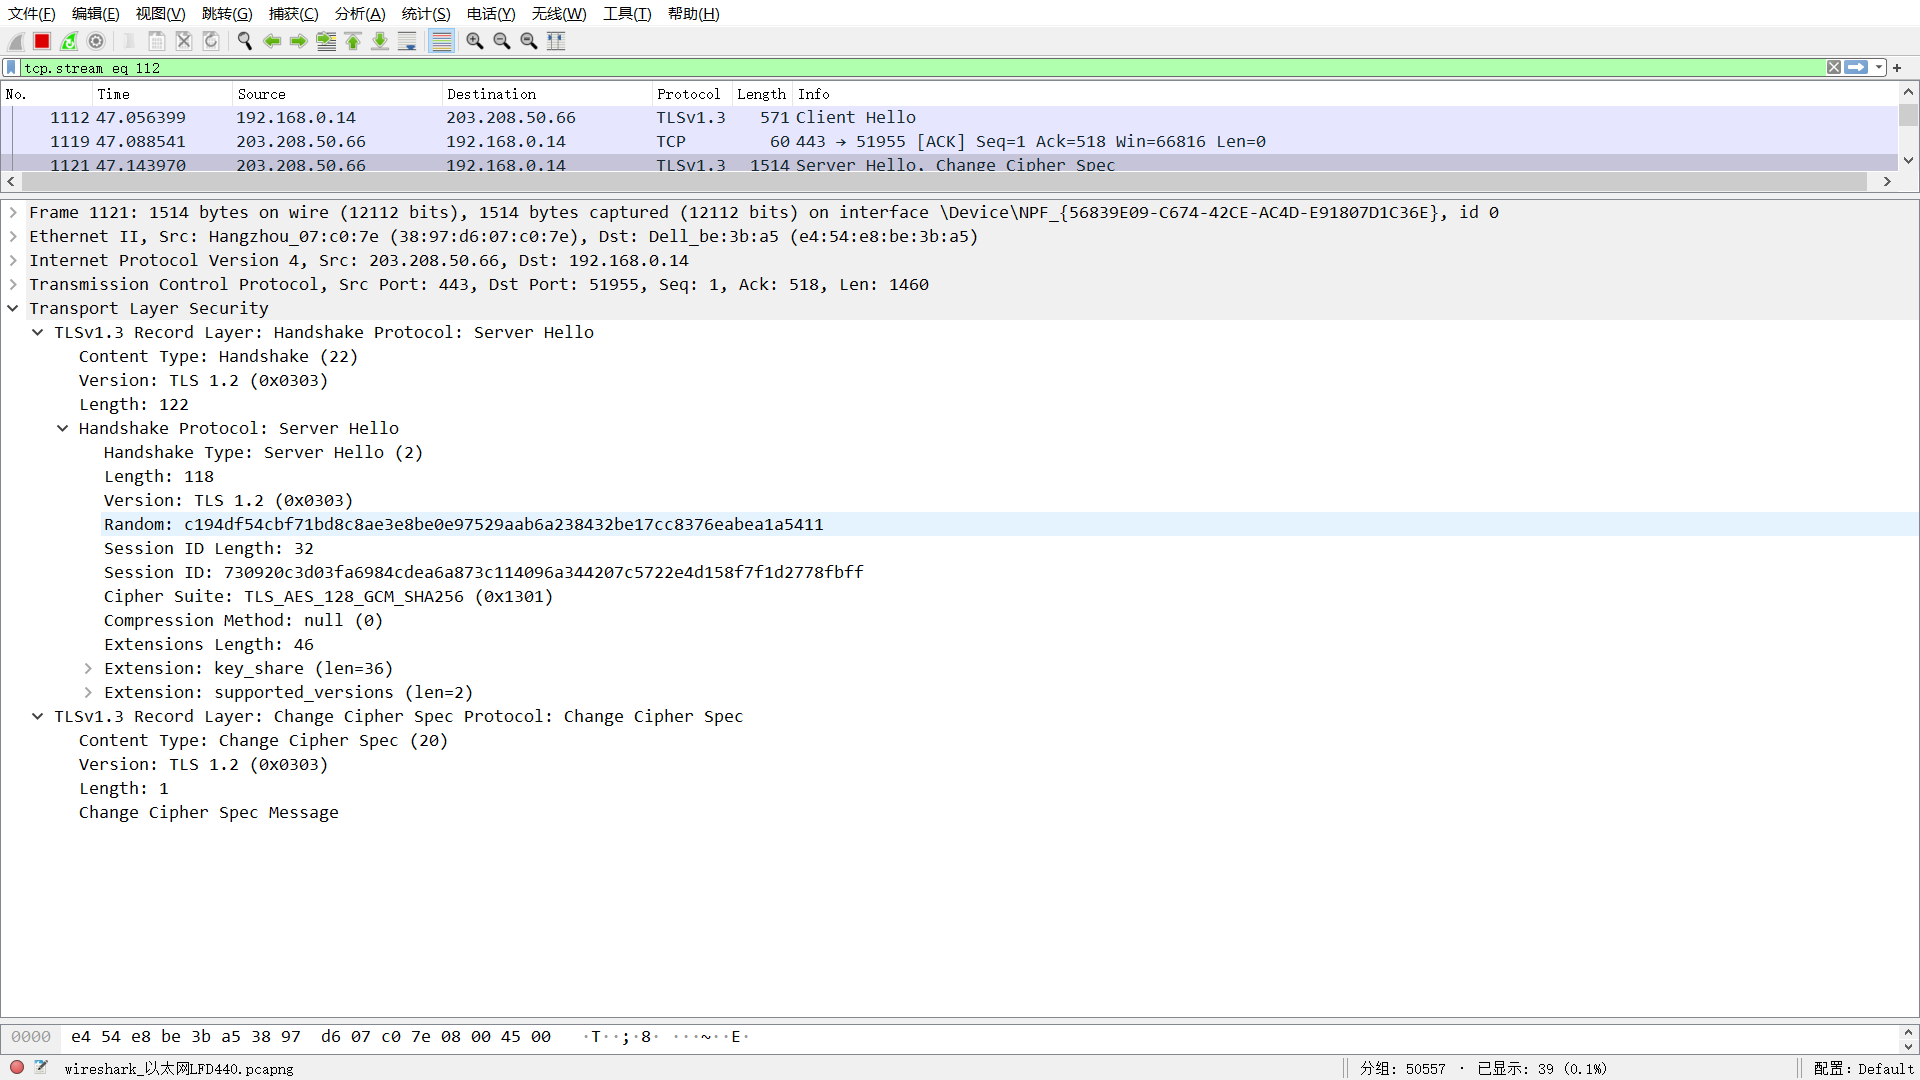 文件(F) 编辑(E) 视图(V) 跳转(G) 捕获(C) 分析(A) 统计(S) 电话(Y) 无线(W) 工具(T) 帮助(H)
tcp.stream eq 112
No. Time Source Destination Protocol Length Info
1112 47.056399 192.168.0.14 203.208.50.66 TLSv1.3 571 Client Hello
1119 47.088541 203.208.50.66 192.168.0.14 TCP 60 443 → 51955 [ACK] Seq=1 Ack=518 Win=66816 Len=0
1121 47.143970 203.208.50.66 192.168.0.14 TLSv1.3 1514 Server Hello, Change Cipher Spec
Frame 1121: 1514 bytes on wire (12112 bits), 1514 bytes captured (12112 bits) on interface \Device\NPF_{56839E09-C674-42CE-AC4D-E91807D1C36E}, id 0
Ethernet II, Src: Hangzhou_07:c0:7e (38:97:d6:07:c0:7e), Dst: Dell_be:3b:a5 (e4:54:e8:be:3b:a5)
Internet Protocol Version 4, Src: 203.208.50.66, Dst: 192.168.0.14
Transmission Control Protocol, Src Port: 443, Dst Port: 51955, Seq: 1, Ack: 518, Len: 1460
Transport Layer Security
TLSv1.3 Record Layer: Handshake Protocol: Server Hello
Content Type: Handshake (22)
Version: TLS 1.2 (0x0303)
Length: 122
Handshake Protocol: Server Hello
Handshake Type: Server Hello (2)
Length: 118
Version: TLS 1.2 (0x0303)
Random: c194df54cbf71bd8c8ae3e8be0e97529aab6a238432be17cc8376eabea1a5411
Session ID Length: 32
Session ID: 730920c3d03fa6984cdea6a873c114096a344207c5722e4d158f7f1d2778fbff
Cipher Suite: TLS_AES_128_GCM_SHA256 (0x1301)
Compression Method: null (0)
Extensions Length: 46
Extension: key_share (len=36)
Extension: supported_versions (len=2)
TLSv1.3 Record Layer: Change Cipher Spec Protocol: Change Cipher Spec
Content Type: Change Cipher Spec (20)
Version: TLS 1.2 (0x0303)
Length: 1
Change Cipher Spec Message
0000 e4 54 e8 be 3b a5 38 97 d6 07 c0 7e 08 00 45 00 ·T··;·8· ···~··E·
wireshark_以太网LFD440.pcapng 分组: 50557 · 已显示: 39 (0.1%) 配置: Default